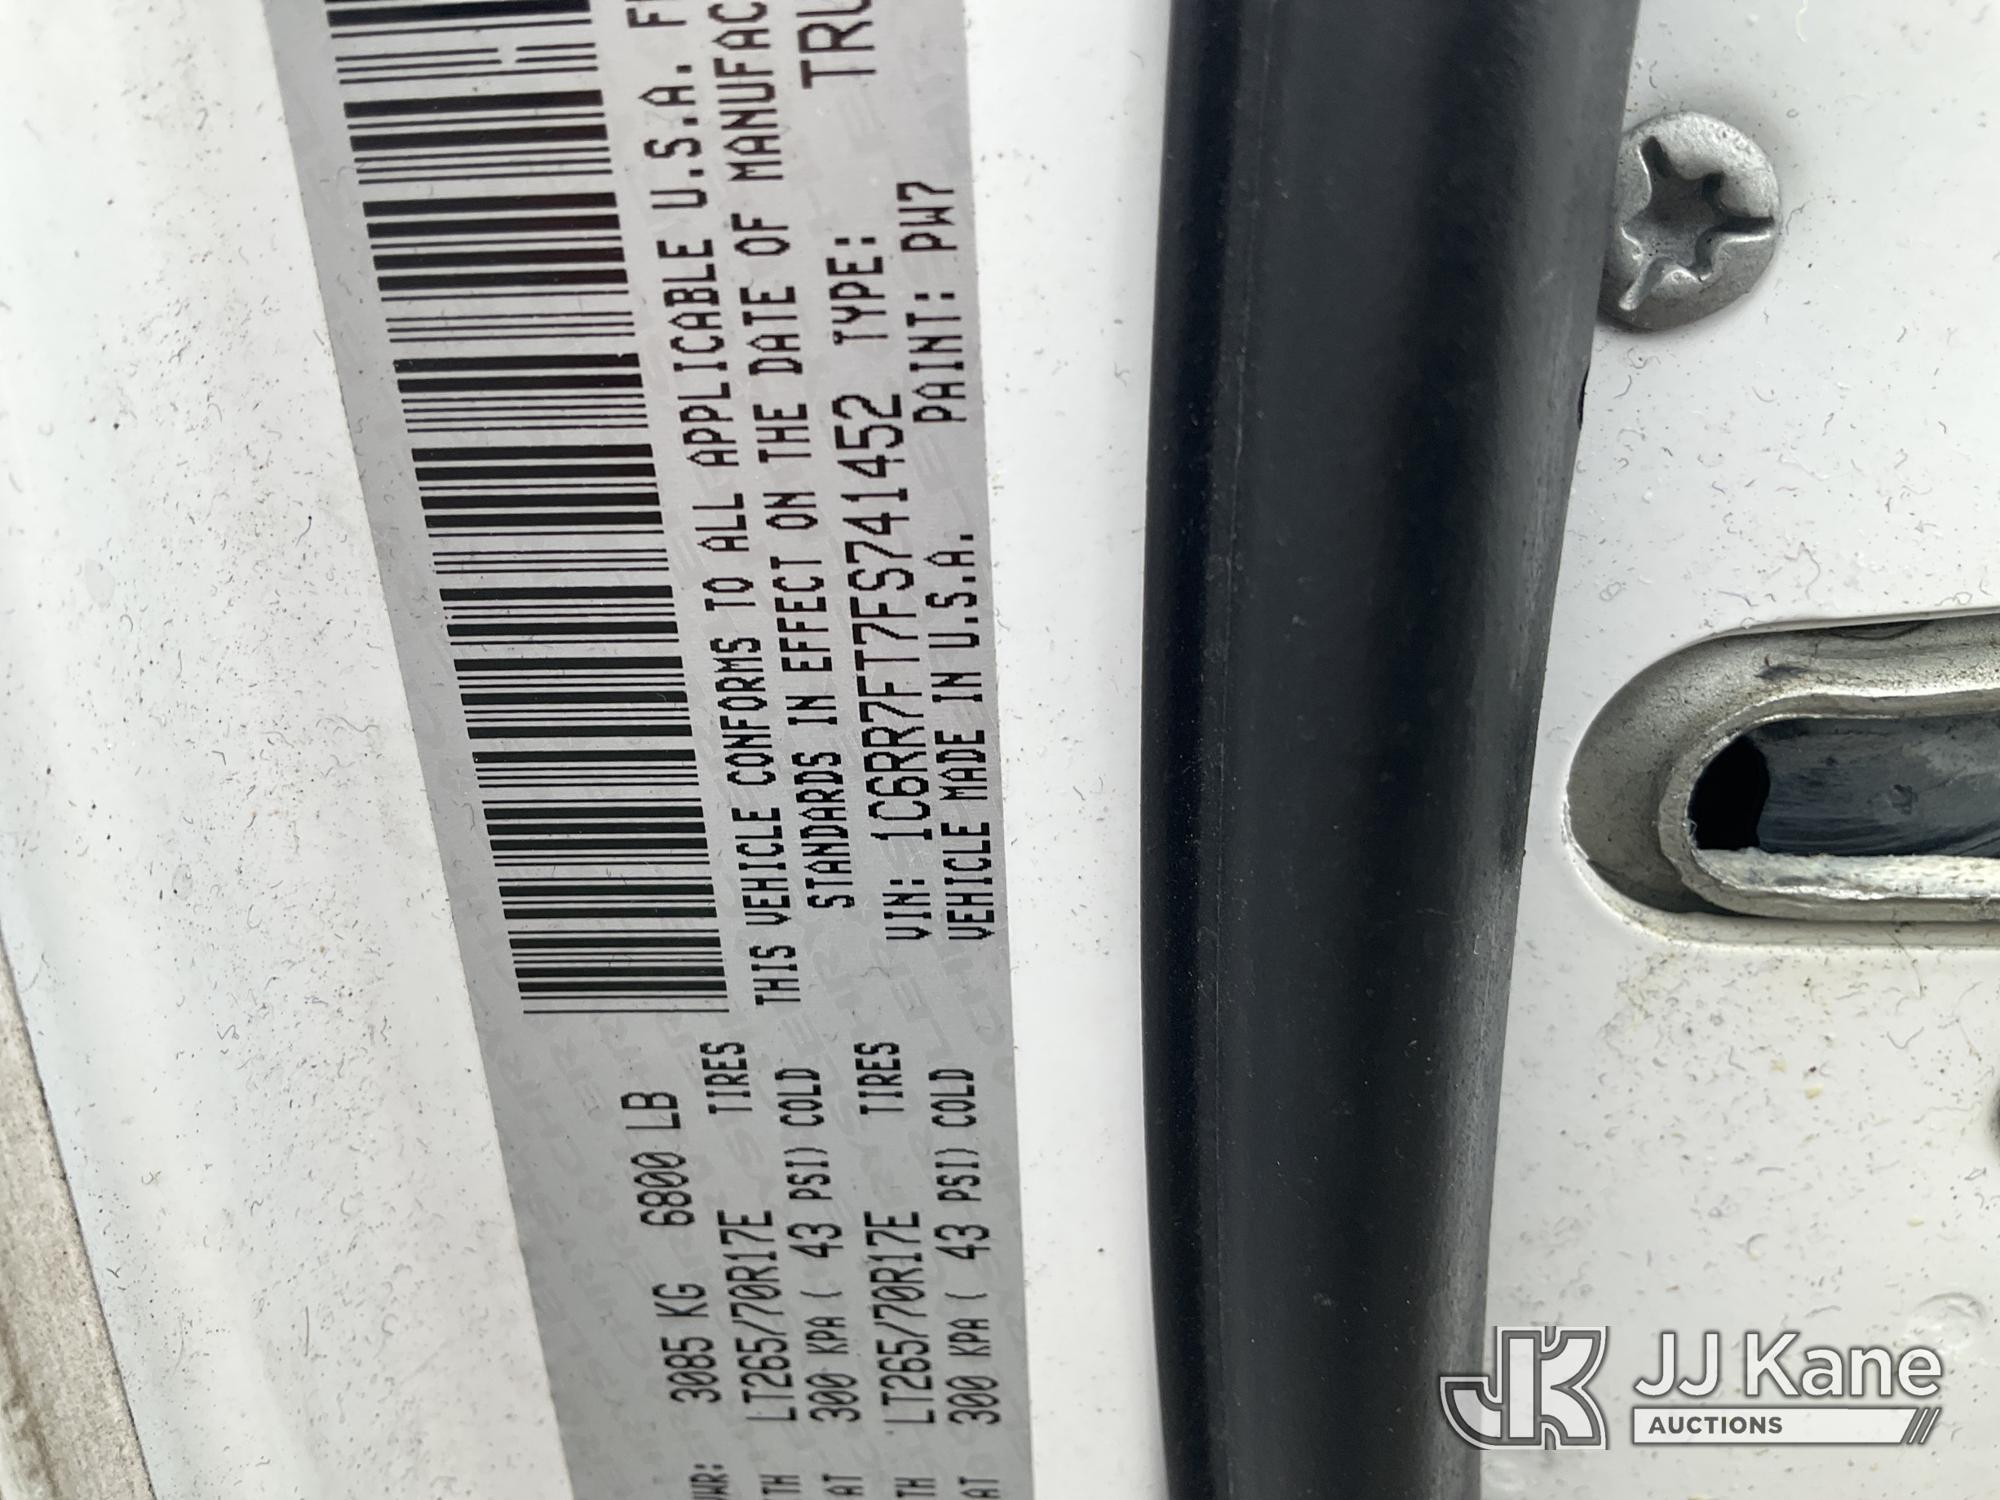 3085 KG 6800 LB
LT265/70R17E TIRES
300 KPA ( 43 PSI) COLD
LT265/70R17E TIRES
300 KPA ( 43 PSI) COLD
THIS VEHICLE CONFORMS TO ALL APPLICABLE U.S.A.
STANDARDS IN EFFECT ON THE DATE OF
VIN: 1C6RR7FT7FS741452 TYPE:
VEHICLE MADE IN U.S.A. PAINT: PW7
JK JJ Kane
AUCTIONS